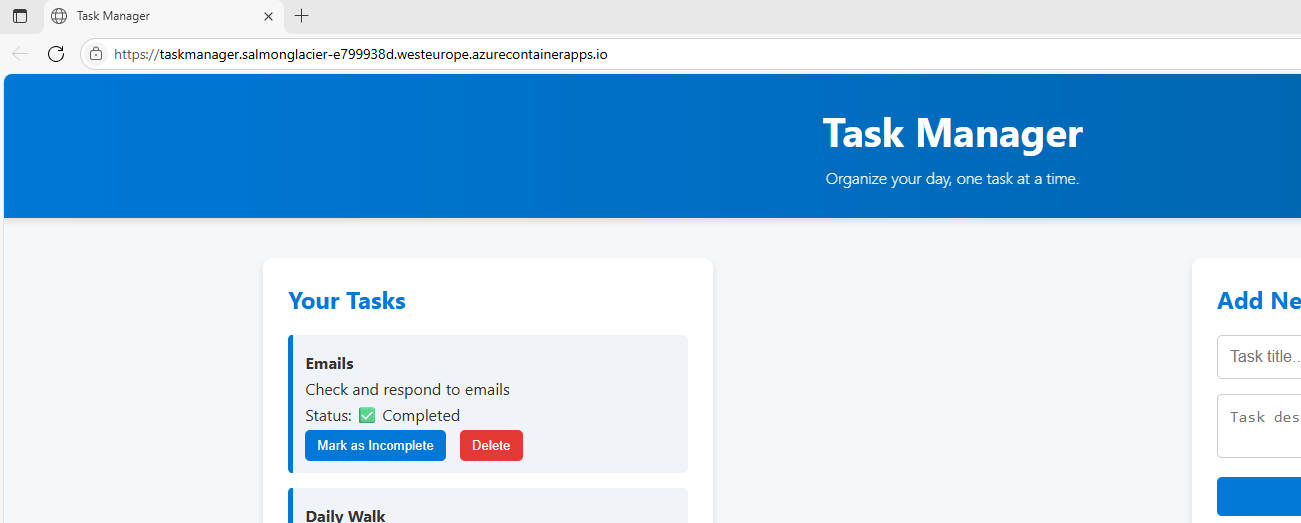 Task Manager
https://taskmanager.salmonglacier-e799938d.westeurope.azurecontainerapps.io
Task Manager
Organize your day, one task at a time.
Your Tasks
Emails
Check and respond to emails
Status: ✅ Completed
Mark as Incomplete Delete
Daily Walk
Add Ne
Task title..
Task des